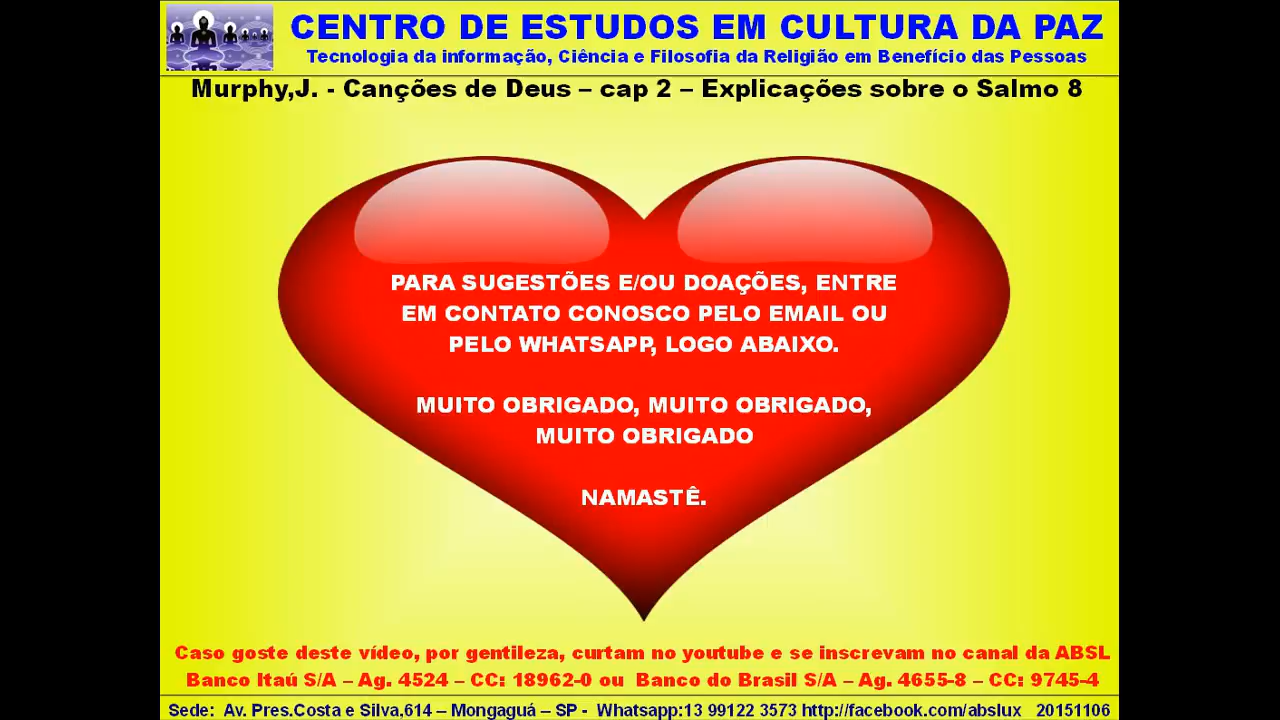 CENTRO DE ESTUDOS EM CULTURA DA PAZ
Tecnologia da informação, Ciência e Filosofia da Religião em Benefício das Pessoas
Murphy,J. - Canções de Deus – cap 2 – Explicações sobre o Salmo 8
PARA SUGESTÕES E/OU DOAÇÕES, ENTRE
EM CONTATO CONOSCO PELO EMAIL OU
PELO WHATSAPP, LOGO ABAIXO.
MUITO OBRIGADO, MUITO OBRIGADO,
MUITO OBRIGADO
NAMASTÊ.
Caso goste deste vídeo, por gentileza, curtam no youtube e se inscrevam no canal da ABSL
Banco Itaú S/A – Ag. 4524 – CC: 18962-0 ou Banco do Brasil S/A – Ag. 4655-8 – CC: 9745-4
Sede: Av. Pres.Costa e Silva,614 – Mongaguá – SP - Whatsapp:13 99122 3573 http://facebook.com/abslux 20151106